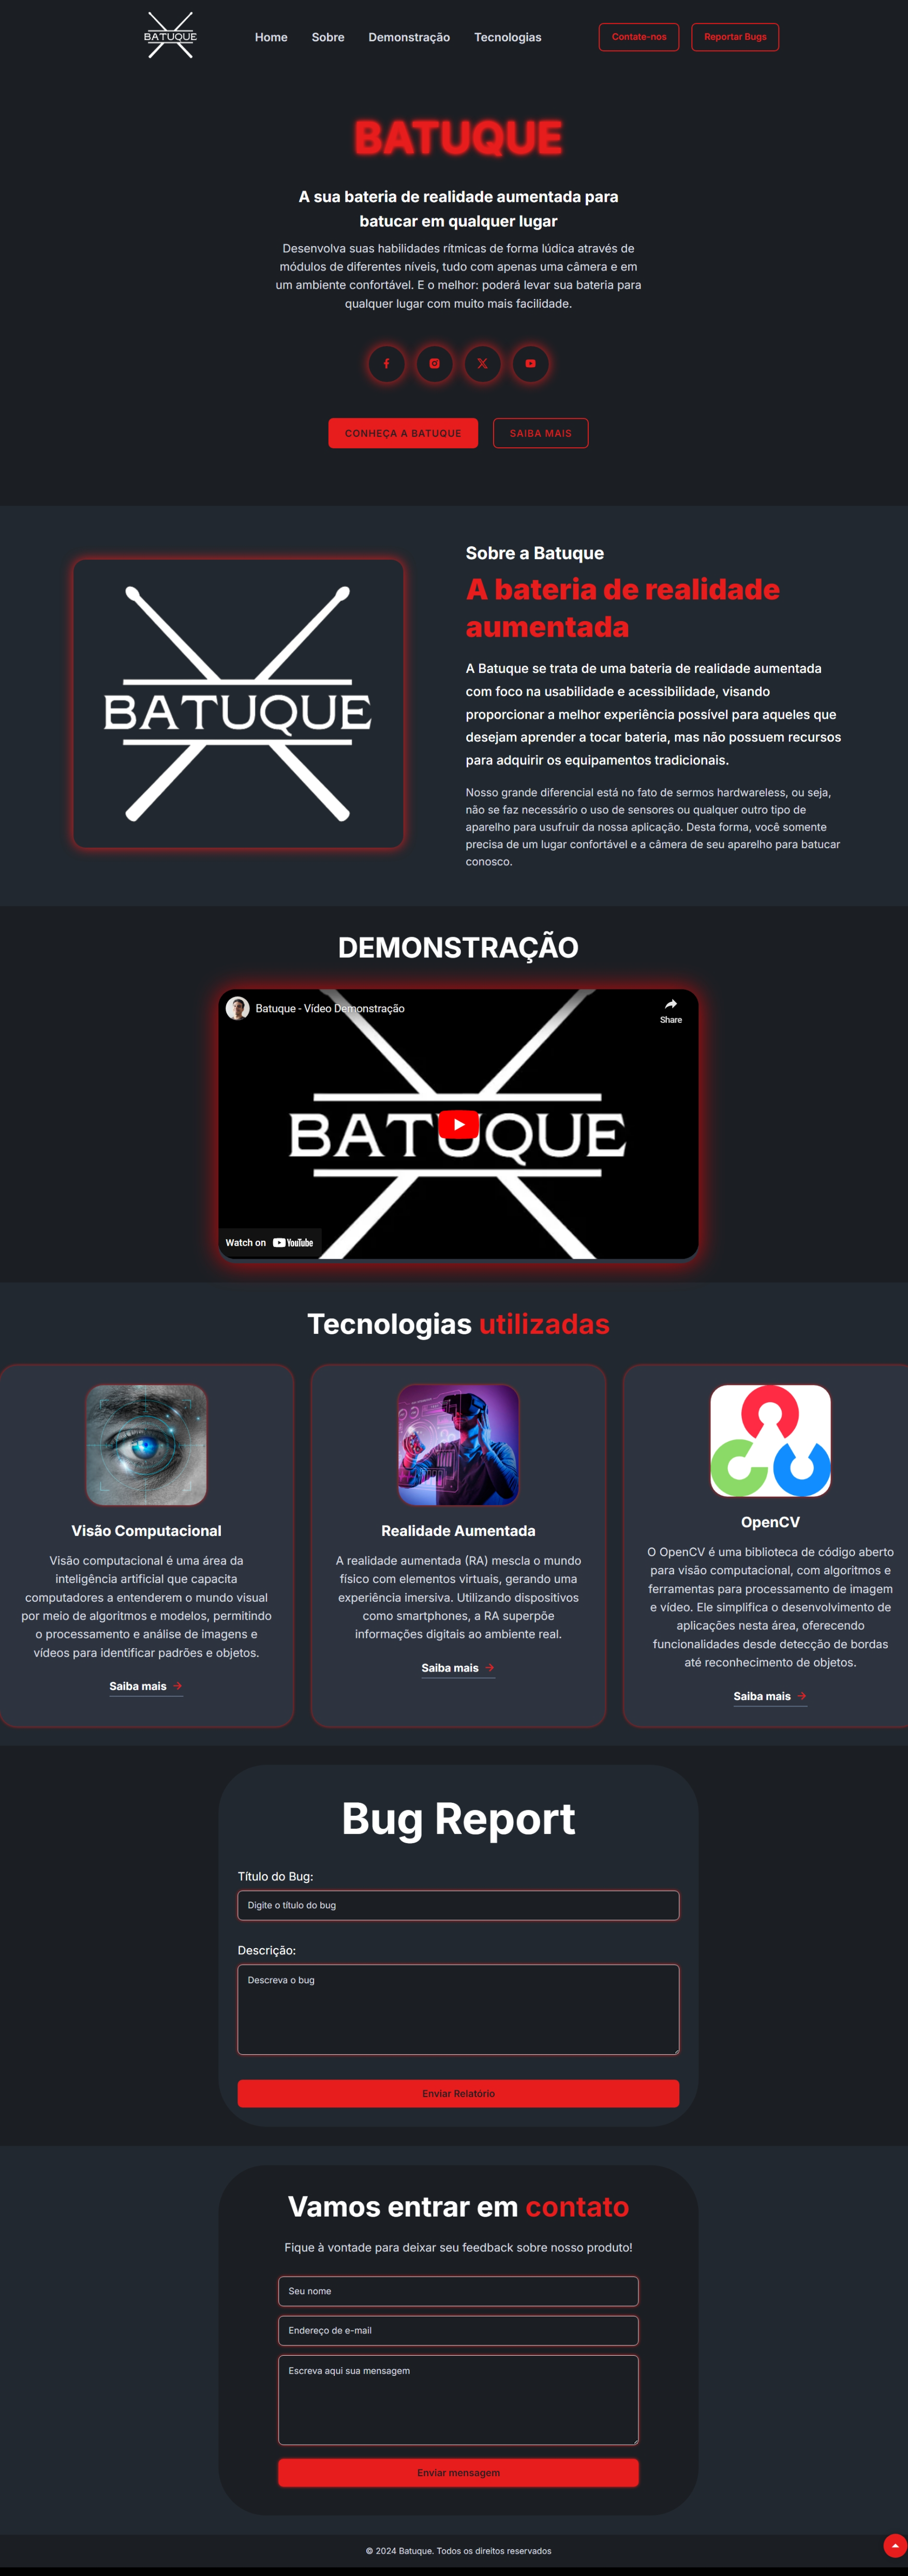 BATUQUE
Home
Sobre
Demonstração
Tecnologias
Contate-nos
Reportar Bugs
BATUQUE
A sua bateria de realidade aumentada para
batucar em qualquer lugar
Desenvolva suas habilidades rítmicas de forma lúdica através de
módulos de diferentes níveis, tudo com apenas uma câmera e em
um ambiente confortável. E o melhor: poderá levar sua bateria para
qualquer lugar com muito mais facilidade.
CONHEÇA A BATUQUE
SAIBA MAIS
BATUQUE
Sobre a Batuque
A bateria de realidade
aumentada
A Batuque se trata de uma bateria de realidade aumentada
com foco na usabilidade e acessibilidade, visando
proporcionar a melhor experiência possível para aqueles que
desejam aprender a tocar bateria, mas não possuem recursos
para adquirir os equipamentos tradicionais.
Nosso grande diferencial está no fato de sermos hardwareless, ou seja,
não se faz necessário o uso de sensores ou qualquer outro tipo de
aparelho para usufruir da nossa aplicação. Desta forma, você somente
precisa de um lugar confortável e a câmera de seu aparelho para batucar
conosco.
DEMONSTRAÇÃO
Batuque - Vídeo Demonstração
Share
BATUQUE
Watch on YouTube
Tecnologias utilizadas
Visão Computacional
Visão computacional é uma área da
inteligência artificial que capacita
computadores a entenderem o mundo visual
por meio de algoritmos e modelos, permitindo
o processamento e análise de imagens e
vídeos para identificar padrões e objetos.
Saiba mais
Realidade Aumentada
A realidade aumentada (RA) mescla o mundo
físico com elementos virtuais, gerando uma
experiência imersiva. Utilizando dispositivos
como smartphones, a RA superpõe
informações digitais ao ambiente real.
Saiba mais
OpenCV
O OpenCV é uma biblioteca de código aberto
para visão computacional, com algoritmos e
ferramentas para processamento de imagem
e vídeo. Ele simplifica o desenvolvimento de
aplicações nesta área, oferecendo
funcionalidades desde detecção de bordas
até reconhecimento de objetos.
Saiba mais
Bug Report
Título do Bug:
Digite o título do bug
Descrição:
Descreva o bug
Enviar Relatório
Vamos entrar em contato
Fique à vontade para deixar seu feedback sobre nosso produto!
Seu nome
Endereço de e-mail
Escreva aqui sua mensagem
Enviar mensagem
© 2024 Batuque. Todos os direitos reservados